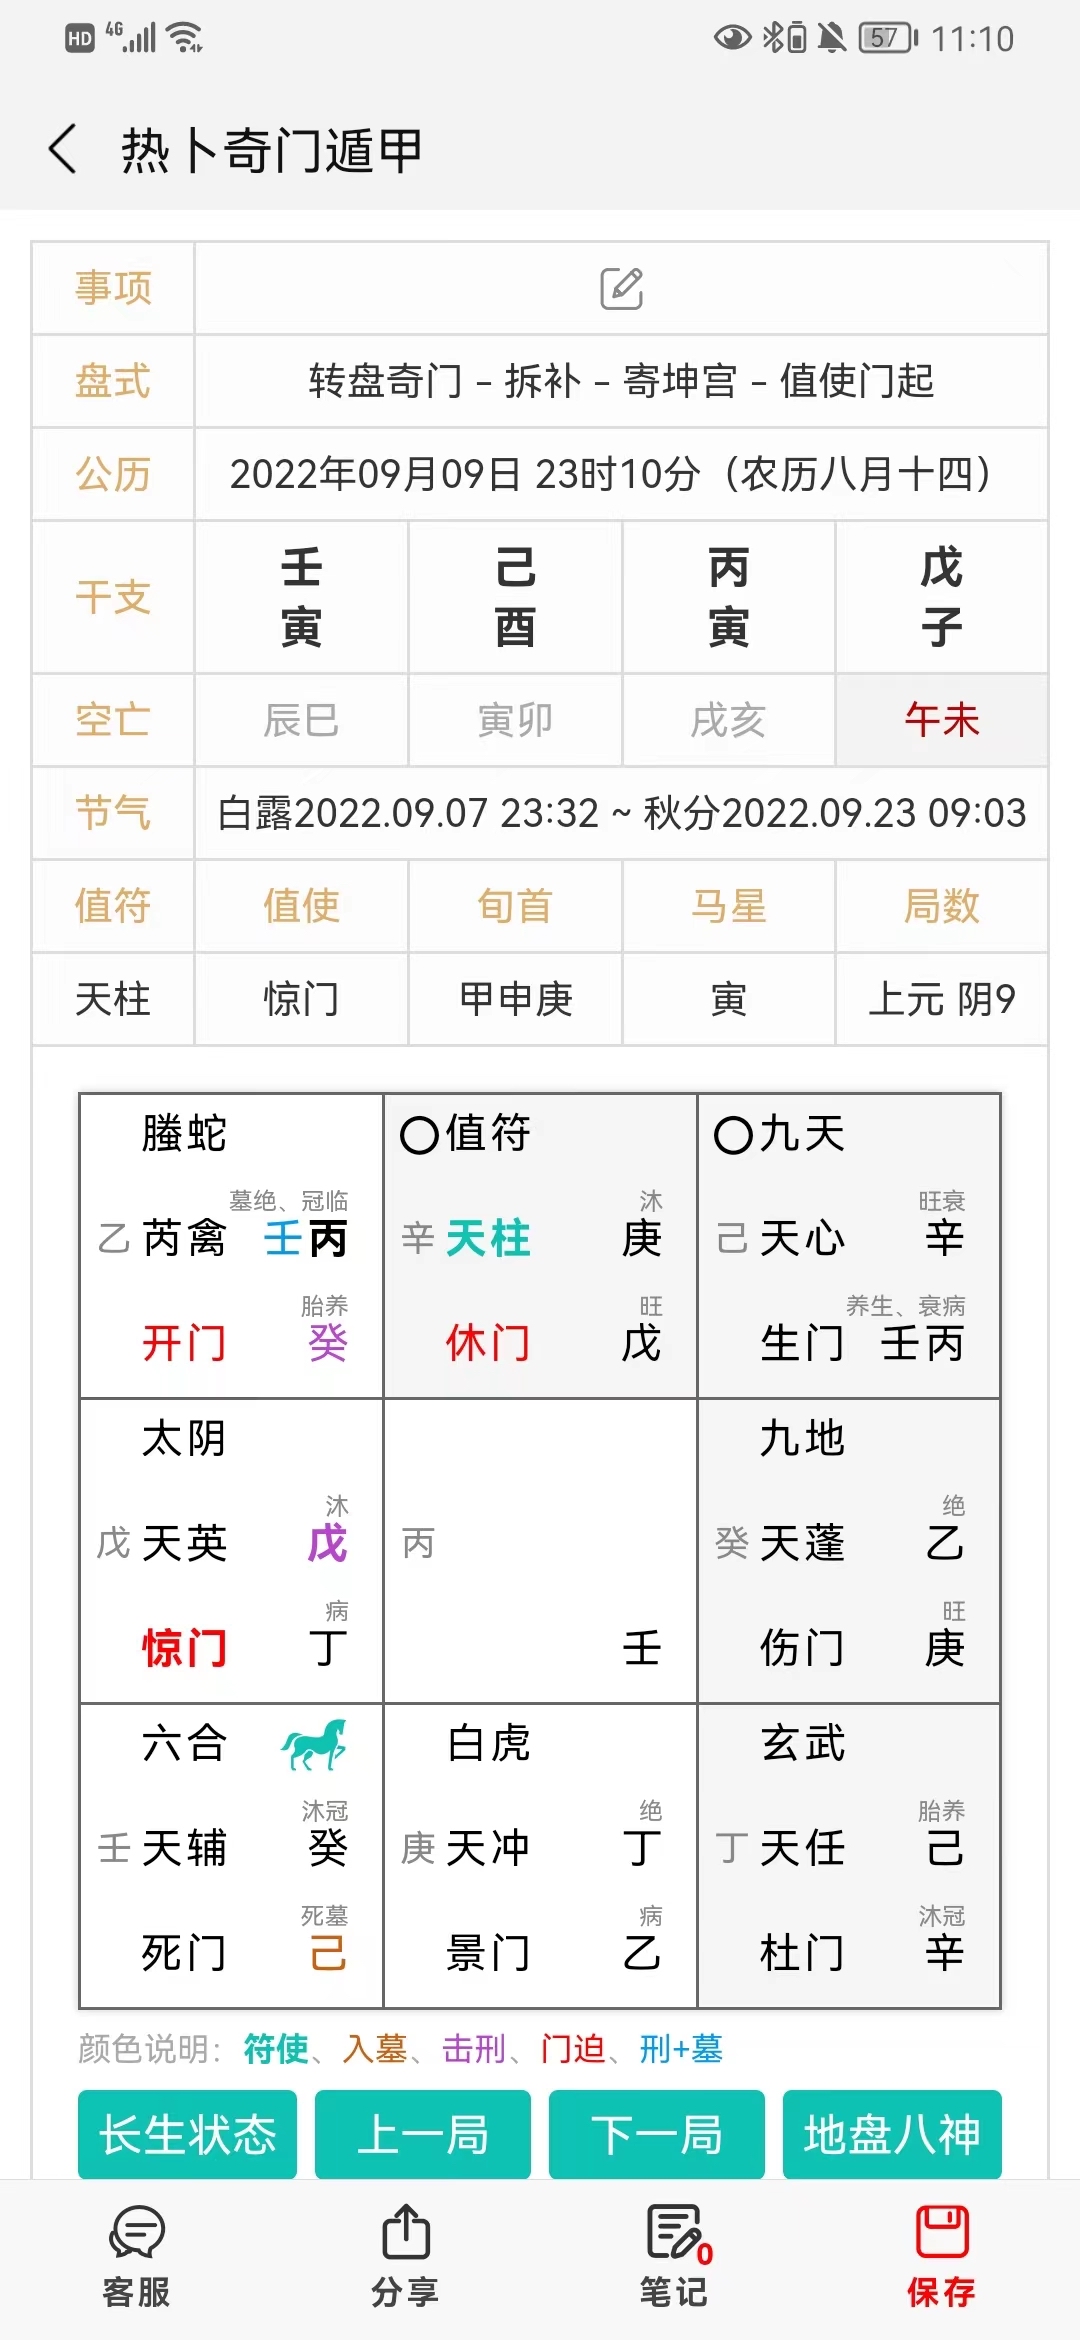 HD 4G 57 11:10
热卜奇门遁甲
事项
盘式 转盘奇门 - 拆补 - 寄坤宫 - 值使门起
公历 2022年09月09日 23时10分（农历八月十四）
壬 己 丙 戊
干支
寅 酉 寅 子
空亡 辰巳 寅卯 戌亥 午未
节气 白露2022.09.07 23:32 ~ 秋分2022.09.23 09:03
值符 值使 旬首 马星 局数
天柱 惊门 甲申庚 寅 上元 阴9
螣蛇 值符 九天
墓绝、冠临 沐 旺衰
乙 芮禽 壬丙 辛 天柱 庚 己 天心 辛
胎养 旺 养生、衰病
开门 癸 休门 戊 生门 壬丙
太阴 九地
沐 绝
戊 天英 戊 丙 癸 天蓬 乙
病 旺
惊门 丁 壬 伤门 庚
六合 白虎 玄武
沐冠 绝 胎养
壬 天辅 癸 庚 天冲 丁 丁 天任 己
死墓 病 沐冠
死门 己 景门 乙 杜门 辛
颜色说明：符使、入墓、击刑、门迫、刑+墓
长生状态 上一局 下一局 地盘八神
0
客服 分享 笔记 保存